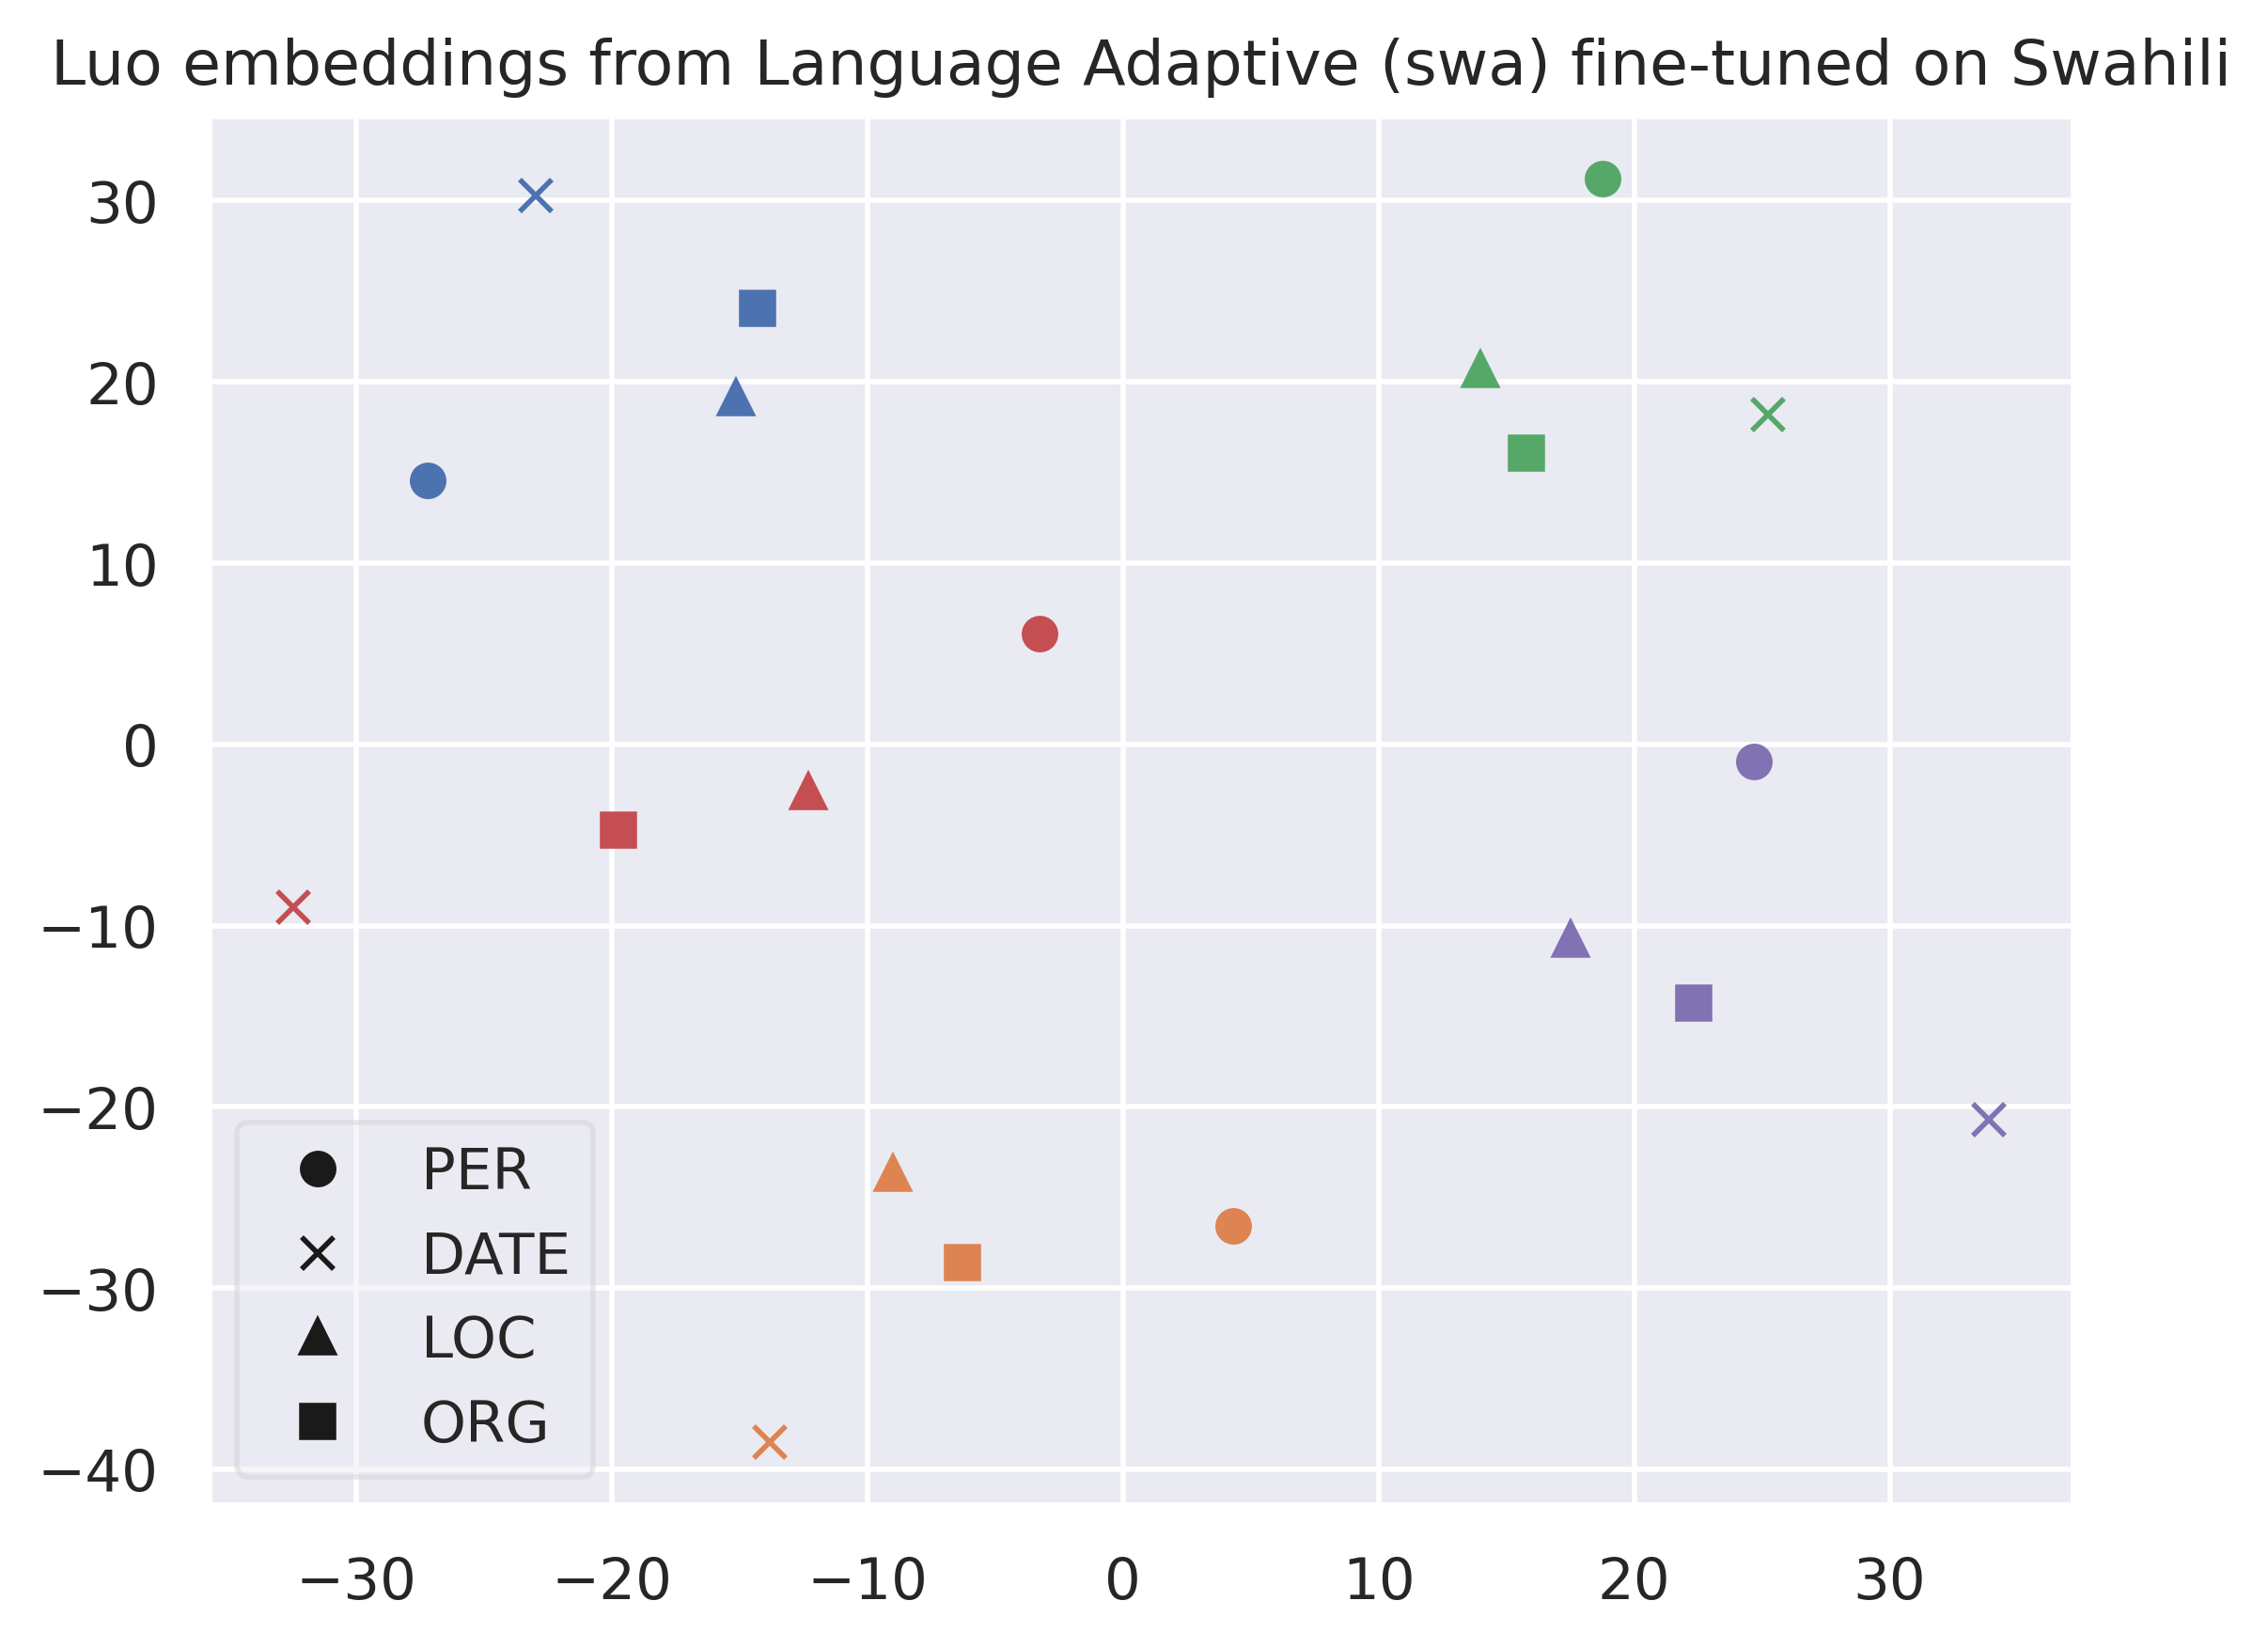 Luo embeddings from Language Adaptive (swa) fine-tuned on Swahili
30
20
10
0
−10
−20
−30
−40
PER
DATE
LOC
ORG
−30 −20 −10 0 10 20 30